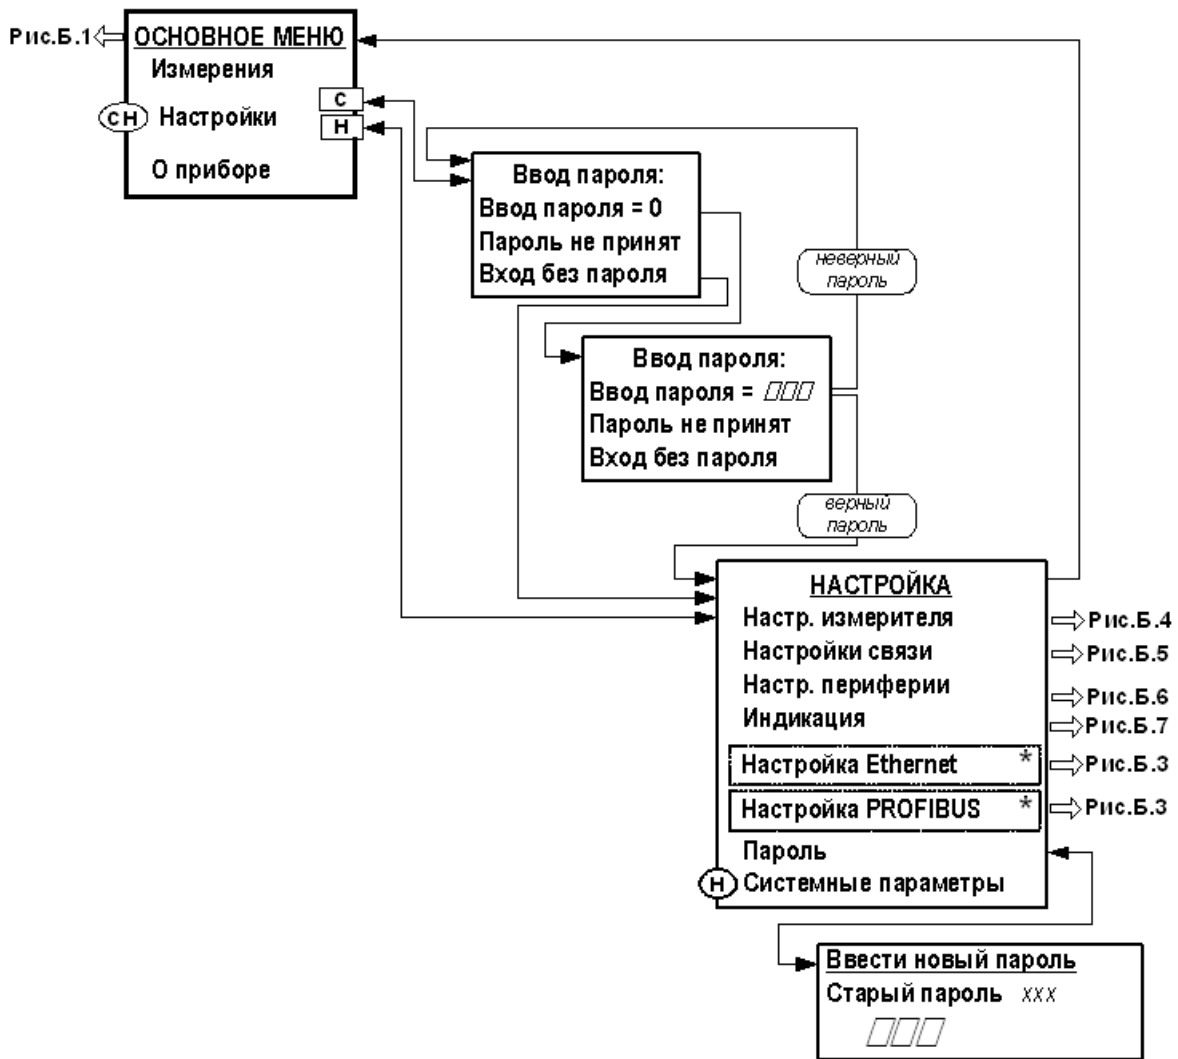 Рис.Б.1
ОСНОВНОЕ МЕНЮ
Измерения
С
СН
Настройки
Н
О приборе
Ввод пароля:
Ввод пароля = 0
Пароль не принят
Вход без пароля
неверный
пароль
Ввод пароля:
Ввод пароля =
Пароль не принят
Вход без пароля
верный
пароль
НАСТРОЙКА
Настр. измерителя
Рис.Б.4
Настройки связи
Рис.Б.5
Настр. периферии
Рис.Б.6
Индикация
Рис.Б.7
Настройка Ethernet *
Рис.Б.3
Настройка PROFIBUS *
Рис.Б.3
Пароль
Н
Системные параметры
Ввести новый пароль
Старый пароль xxx